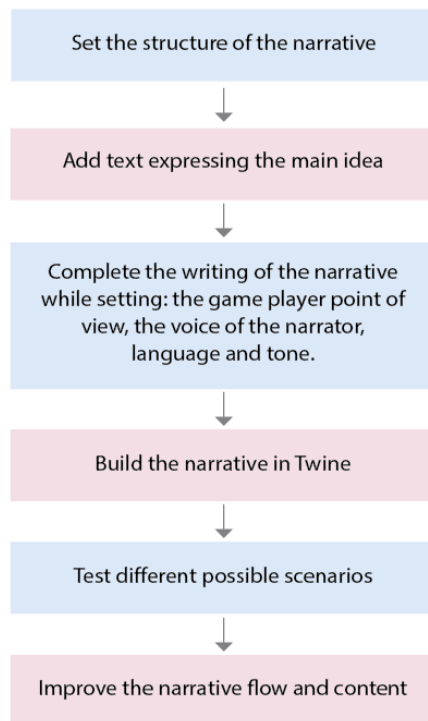 Set the structure of the narrative
Add text expressing the main idea
Complete the writing of the narrative
while setting: the game player point of
view, the voice of the narrator,
language and tone.
Build the narrative in Twine
Test different possible scenarios
Improve the narrative flow and content